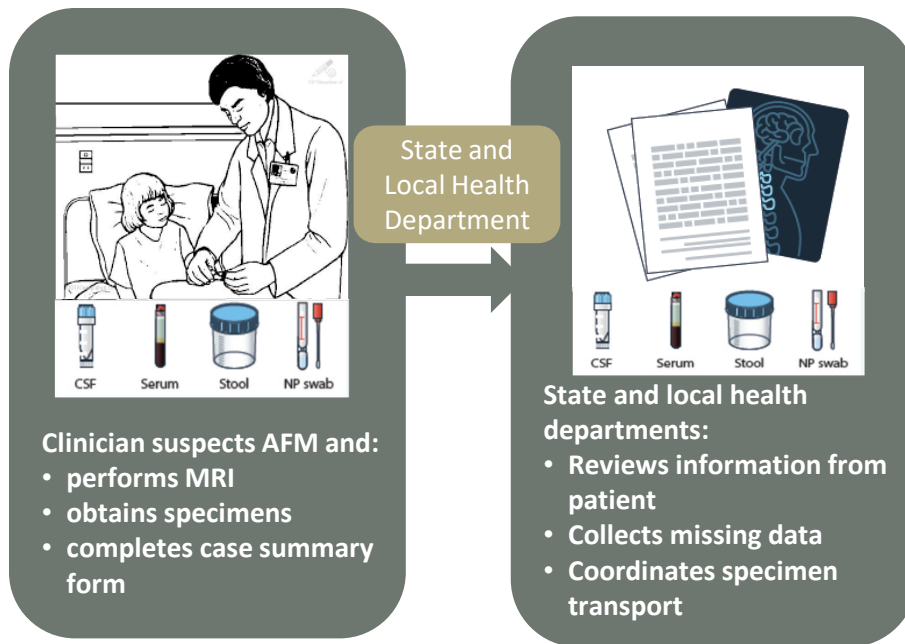 CSF
Serum
Stool
NP swab
Clinician suspects AFM and:
• performs MRI
• obtains specimens
• completes case summary
form
State and
Local Health
Department
CSF
Serum
Stool
NP swab
State and local health
departments:
• Reviews information from
patient
• Collects missing data
• Coordinates specimen
transport